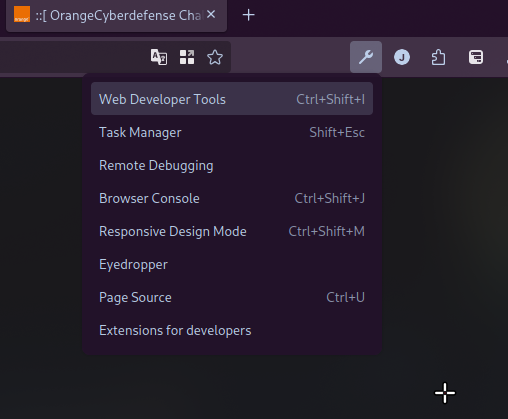 ::[ OrangeCyberdefense Cha
Web Developer Tools Ctrl+Shift+I
Task Manager Shift+Esc
Remote Debugging
Browser Console Ctrl+Shift+J
Responsive Design Mode Ctrl+Shift+M
Eyedropper
Page Source Ctrl+U
Extensions for developers
J